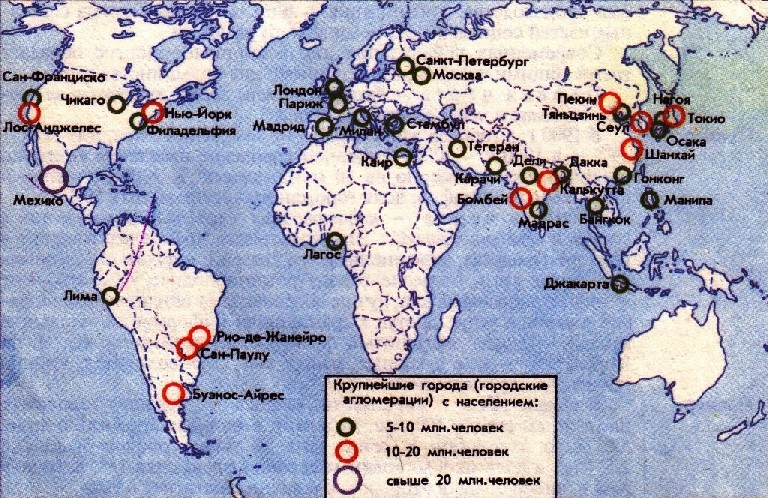 Санкт-Петербург
Москва
Сан-Франциско
Лондон
Чикаго
Париж
Нью-Йорк
Пекин
Нагоя
Тяньцзинь
Токио
Лос-Анджелес
Филадельфия
Мадрид
Милан
Стамбул
Сеул
Осака
Тегеран
Шанхай
Каир
Дели
Дакка
Карачи
Гонконг
Калькутта
Мехико
Бомбей
Манила
Мадрас
Бангкок
Лагос
Джакарта
Лима
Рио-де-Жанейро
Сан-Паулу
Буэнос-Айрес
Крупнейшие города (городские
агломерации) с населением:
5-10 млн.человек
10-20 млн.человек
свыше 20 млн.человек